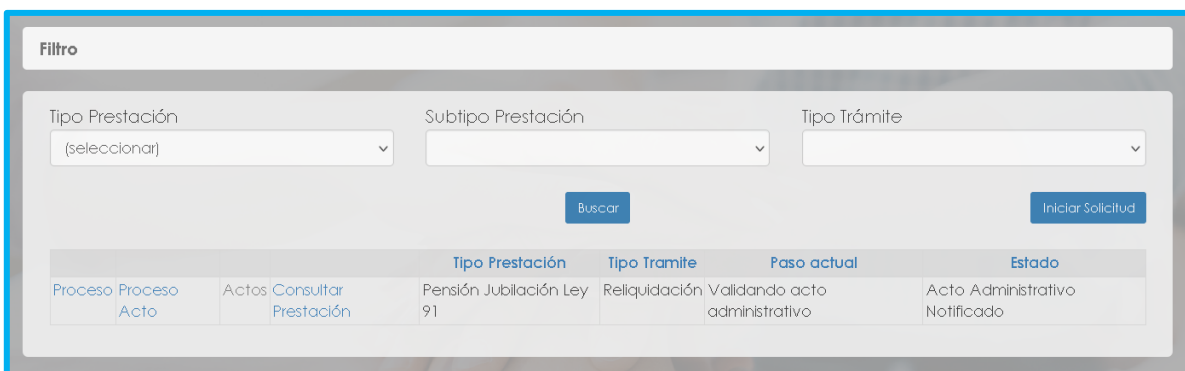 Filtro
Tipo Prestación Subtipo Prestación Tipo Trámite
(seleccionar)
Buscar Iniciar Solicitud
Tipo Prestación Tipo Tramite Paso actual Estado
Proceso Proceso Actos Consultar Pensión Jubilación Ley Reliquidación Validando acto Acto Administrativo
Acto Prestación 91 administrativo Notificado